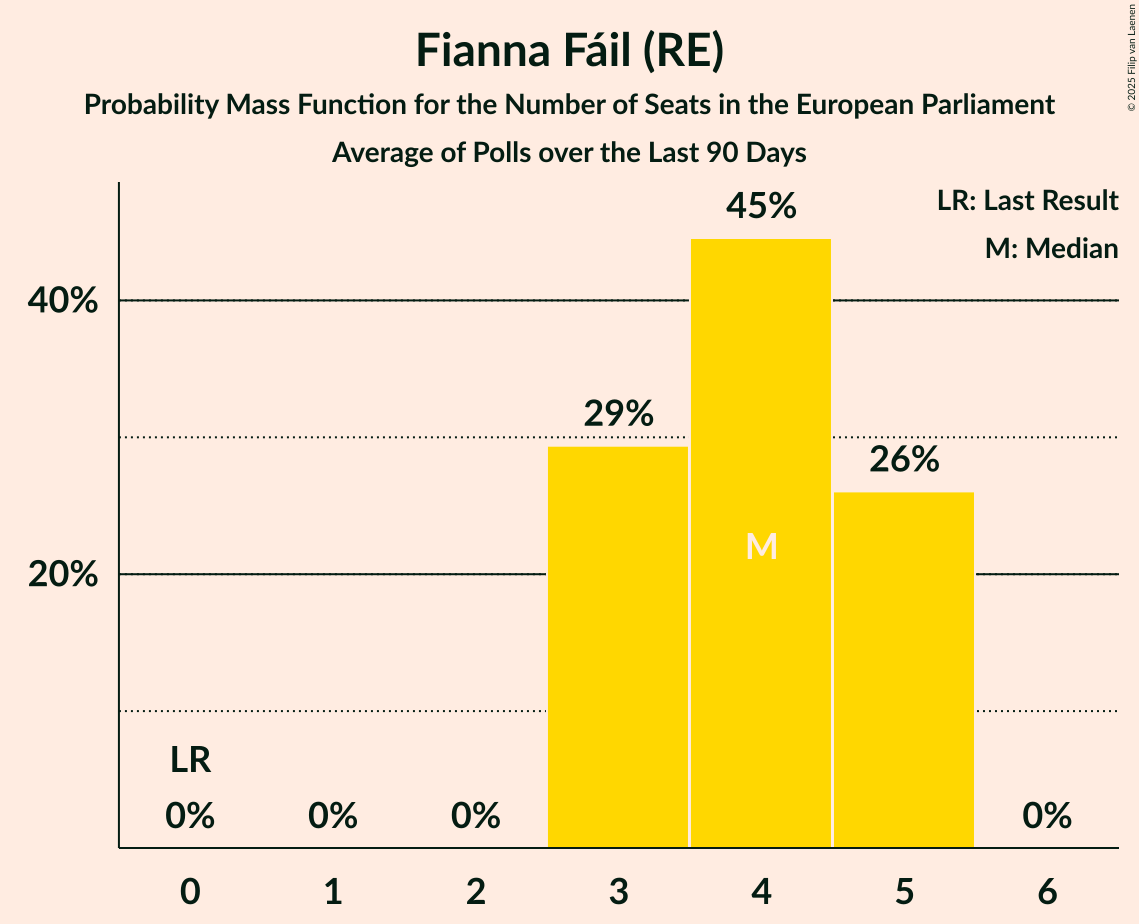 Fianna Fáil (RE)
Probability Mass Function for the Number of Seats in the European Parliament
Average of Polls over the Last 90 Days
© 2025 Filip van Laenen
LR: Last Result
M: Median
45%
40%
29%
26%
M
20%
LR
0% 0% 0% 0%
0 1 2 3 4 5 6